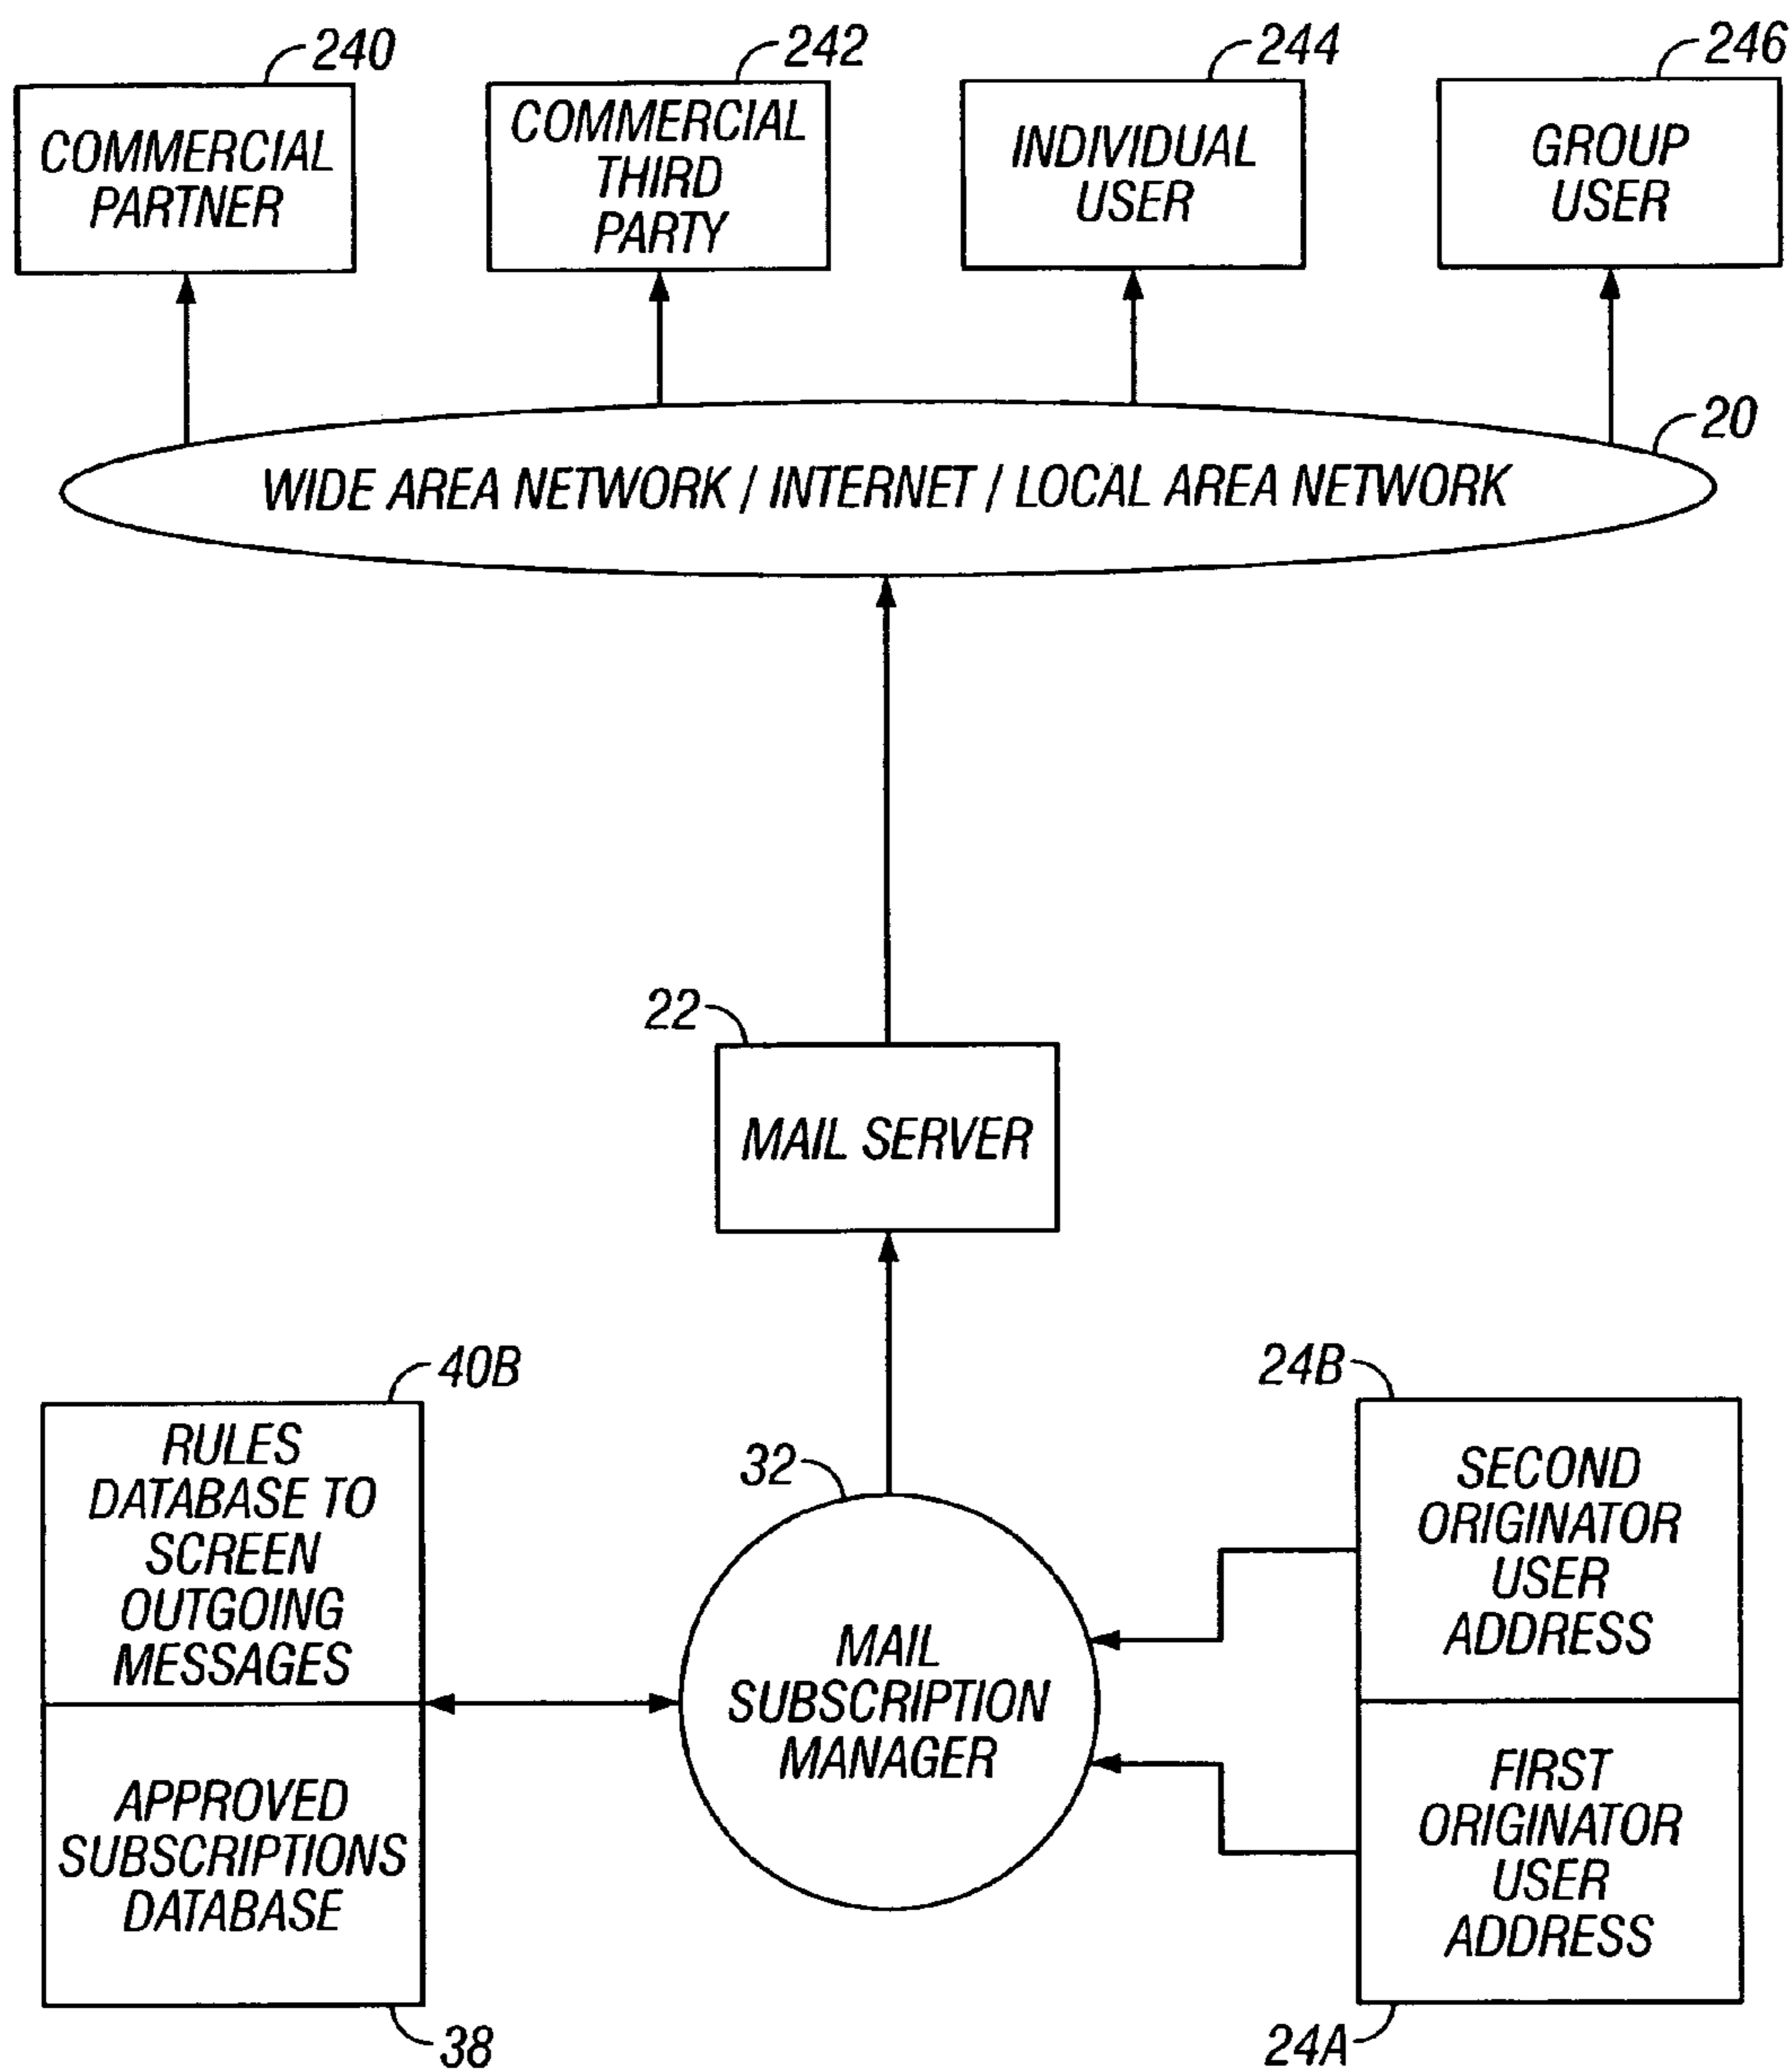 240
242
244
246
COMMERCIAL
PARTNER
COMMERCIAL
THIRD
PARTY
INDIVIDUAL
USER
GROUP
USER
20
WIDE AREA NETWORK / INTERNET / LOCAL AREA NETWORK
22
MAIL SERVER
40B
RULES
DATABASE TO
SCREEN
OUTGOING
MESSAGES
APPROVED
SUBSCRIPTIONS
DATABASE
38
32
MAIL
SUBSCRIPTION
MANAGER
24B
SECOND
ORIGINATOR
USER
ADDRESS
FIRST
ORIGINATOR
USER
ADDRESS
24A